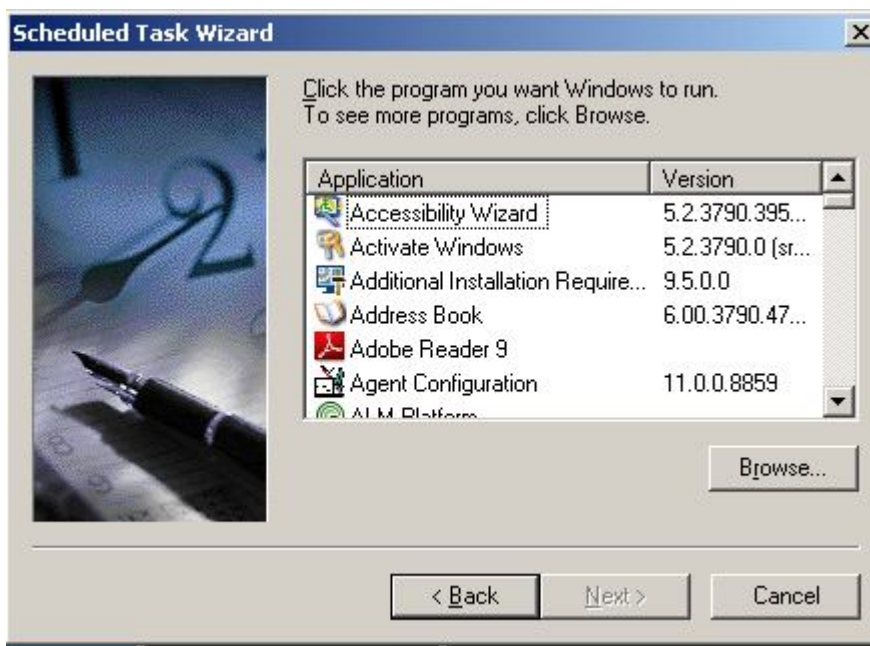 Scheduled Task Wizard
Click the program you want Windows to run.
To see more programs, click Browse.
Application Version
Accessibility Wizard 5.2.3790.395...
Activate Windows 5.2.3790.0 (sr...
Additional Installation Require... 9.5.0.0
Address Book 6.00.3790.47...
Adobe Reader 9
Agent Configuration 11.0.0.8859
ALM Platform
Browse...
< Back Next > Cancel